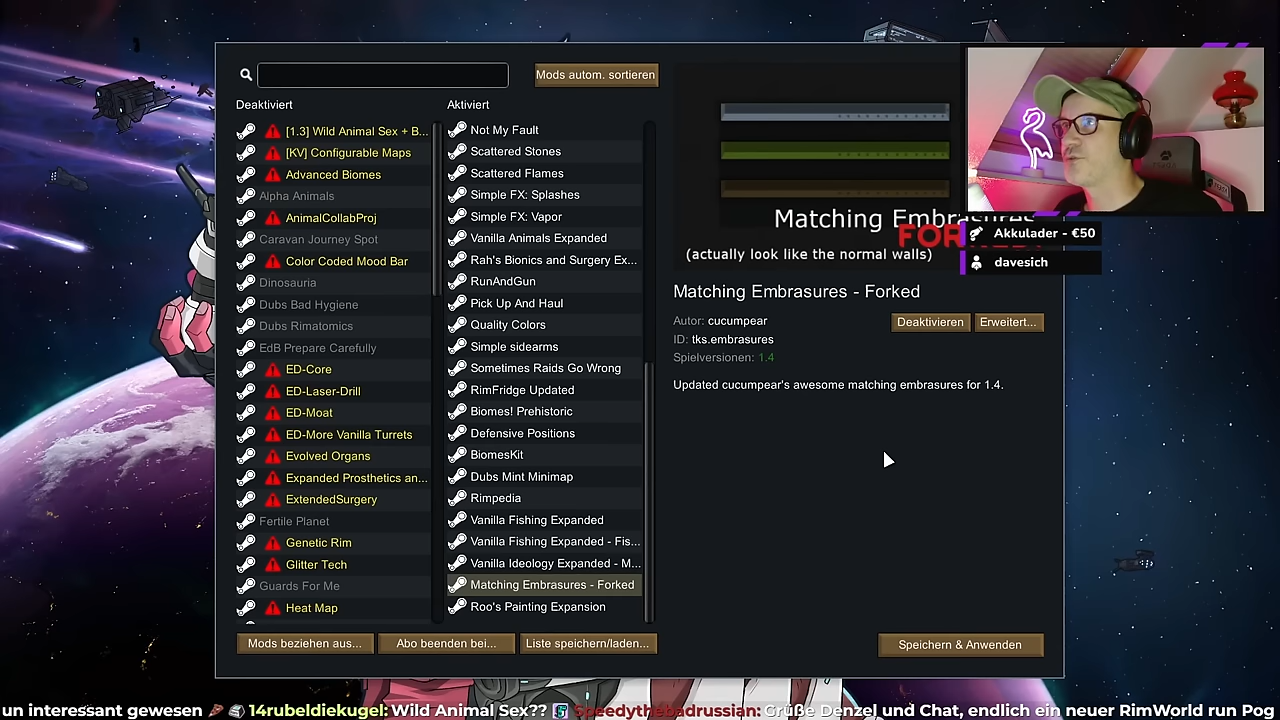 Mods autom. sortieren
Deaktiviert
[1.3] Wild Animal Sex + B...
[KV] Configurable Maps
Advanced Biomes
Alpha Animals
AnimalCollabProj
Caravan Journey Spot
Color Coded Mood Bar
Dinosauria
Dubs Bad Hygiene
Dubs Rimatomics
EdB Prepare Carefully
ED-Core
ED-Laser-Drill
ED-Moat
ED-More Vanilla Turrets
Evolved Organs
Expanded Prosthetics an...
ExtendedSurgery
Fertile Planet
Genetic Rim
Glitter Tech
Guards For Me
Heat Map
Aktiviert
Not My Fault
Scattered Stones
Scattered Flames
Simple FX: Splashes
Simple FX: Vapor
Vanilla Animals Expanded
Rah's Bionics and Surgery Ex...
RunAndGun
Pick Up And Haul
Quality Colors
Simple sidearms
Sometimes Raids Go Wrong
RimFridge Updated
Biomes! Prehistoric
Defensive Positions
BiomesKit
Dubs Mint Minimap
Rimpedia
Vanilla Fishing Expanded
Vanilla Fishing Expanded - Fis...
Vanilla Ideology Expanded - M...
Matching Embrasures - Forked
Roo's Painting Expansion
Matching Embrasures
(actually look like the normal walls)
Akkulader - €50
davesich
Matching Embrasures - Forked
Autor: cucumpear
Deaktivieren
Erweitert...
ID: tks.embrasures
Spielversionen: 1.4
Updated cucumpear's awesome matching embrasures for 1.4.
Mods beziehen aus...
Abo beenden bei...
Liste speichern/laden...
Speichern & Anwenden
un interessant gewesen 14rubeldiekugel: Wild Animal Sex?? Speedythebadrussian: Grüße Denzel und Chat, endlich ein neuer RimWorld run Pog